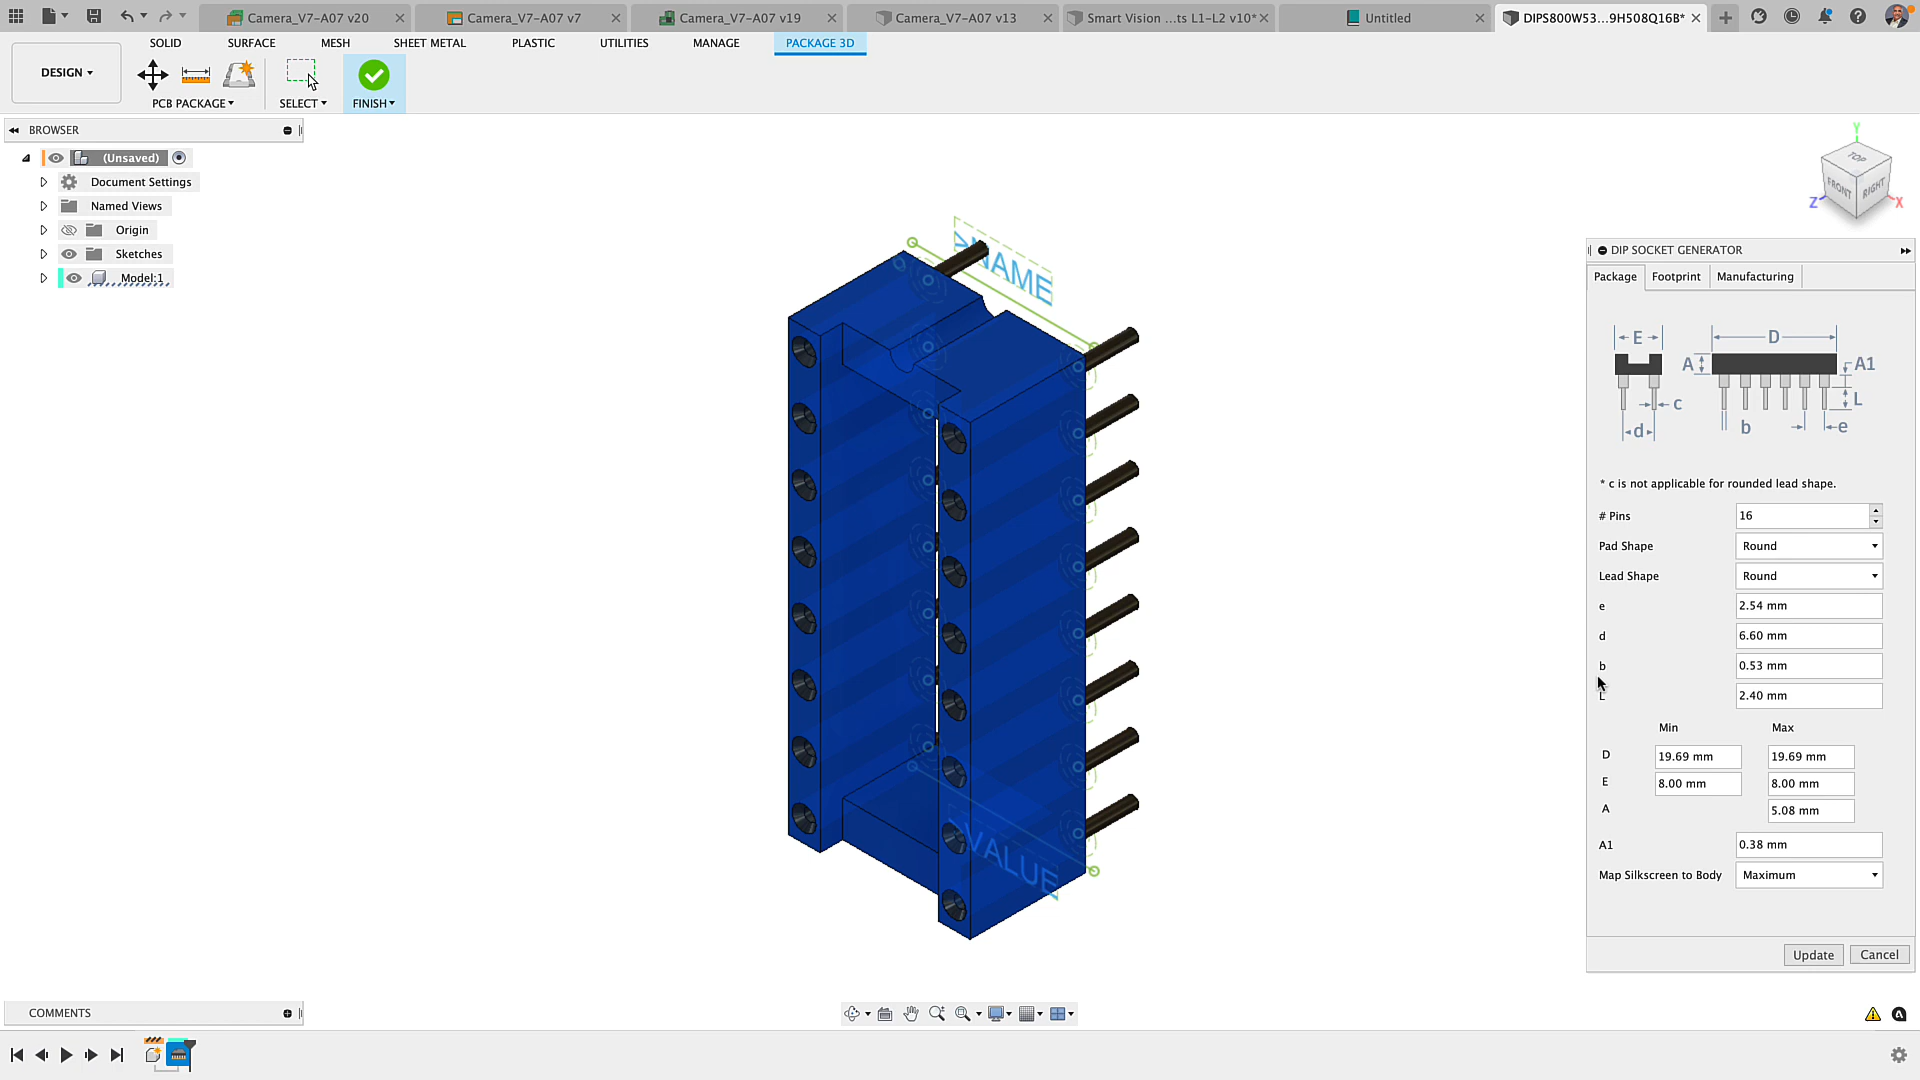 Camera_V7-A07 v20
Camera_V7-A07 v7
Camera_V7-A07 v19
Camera_V7-A07 v13
Smart Vision ...ts L1-L2 v10*
Untitled
DIPS800W53...9H508Q16B*
SOLID
SURFACE
MESH
SHEET METAL
PLASTIC
UTILITIES
MANAGE
PACKAGE 3D
DESIGN
PCB PACKAGE
SELECT
FINISH
BROWSER
(Unsaved)
Document Settings
Named Views
Origin
Sketches
Model:1
>NAME
>VALUE
Y
TOP
FRONT
RIGHT
Z
X
DIP SOCKET GENERATOR
Package
Footprint
Manufacturing
E
D
A
A1
c
L
d
b
e
* c is not applicable for rounded lead shape.
# Pins
16
Pad Shape
Round
Lead Shape
Round
e
2.54 mm
d
6.60 mm
b
0.53 mm
L
2.40 mm
Min
Max
D
19.69 mm
19.69 mm
E
8.00 mm
8.00 mm
A
5.08 mm
A1
0.38 mm
Map Silkscreen to Body
Maximum
Update
Cancel
COMMENTS